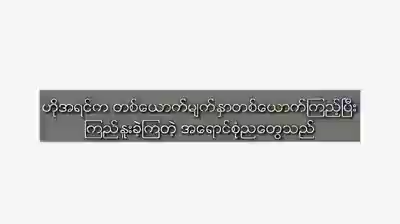 ဟိုအရင်က တစ်ယောက်မျက်နှာတစ်ယောက်ကြည့်ပြီး
ကြည်နူးခဲ့ကြတဲ့ အရောင်စုံညတွေသည်